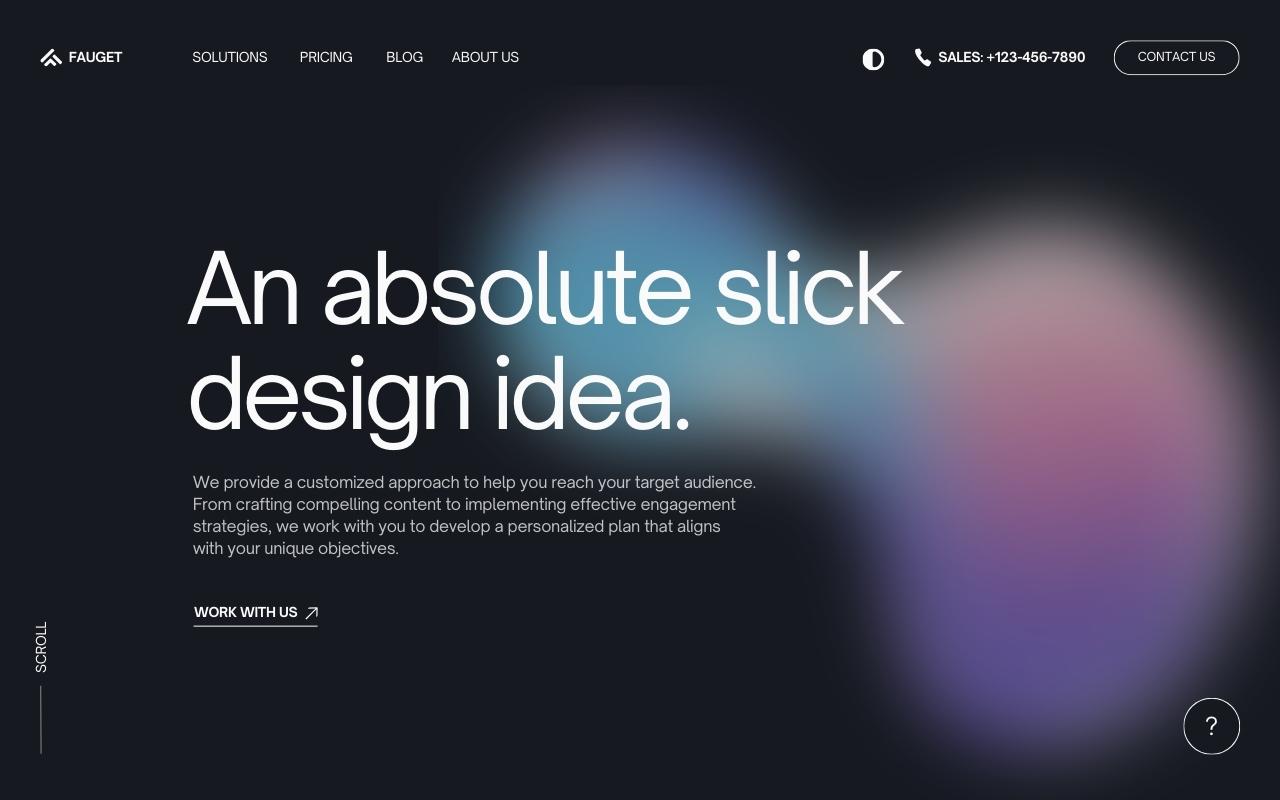 FAUGET
SOLUTIONS PRICING BLOG ABOUT US
SALES: +123-456-7890
CONTACT US
An absolute slick
design idea.
We provide a customized approach to help you reach your target audience.
From crafting compelling content to implementing effective engagement
strategies, we work with you to develop a personalized plan that aligns
with your unique objectives.
WORK WITH US
SCROLL
?